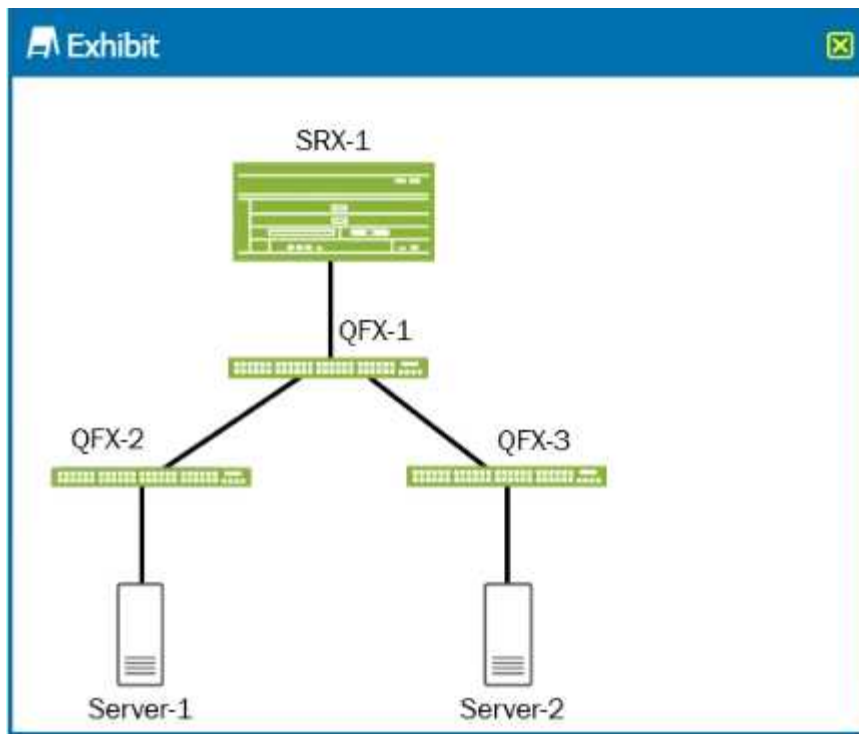 Exhibit
SRX-1
QFX-1
QFX-2
QFX-3
Server-1
Server-2